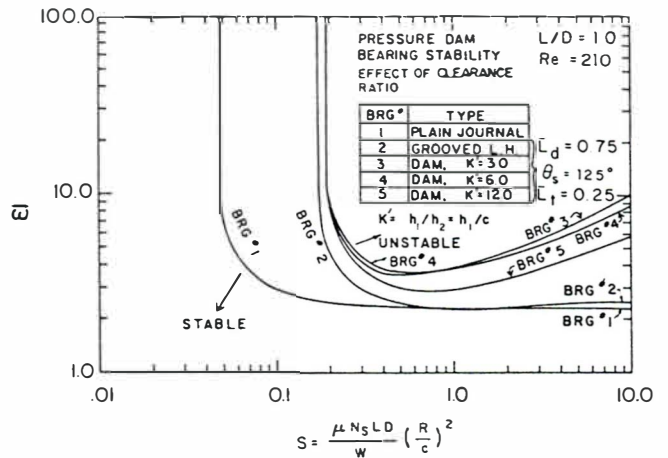 100.0
10.0
1.0
ω̄
PRESSURE DAM
BEARING STABILITY
EFFECT OF CLEARANCE
RATIO
L/D = 1.0
Re = 210
BRG# TYPE
1 PLAIN JOURNAL
2 GROOVED L.H.
3 DAM, K'= 3.0
4 DAM, K'= 6.0
5 DAM, K'= 12.0
L̄d = 0.75
θs = 125°
L̄t = 0.25
K'= h₁/h₂ = h₁/c
UNSTABLE
BRG#4
BRG#1
BRG#2
STABLE
BRG#3
BRG#4
BRG#5
BRG#2
BRG#1
.01 0.1 1.0 10.0
S = μ Ns LD / W (R/c)²